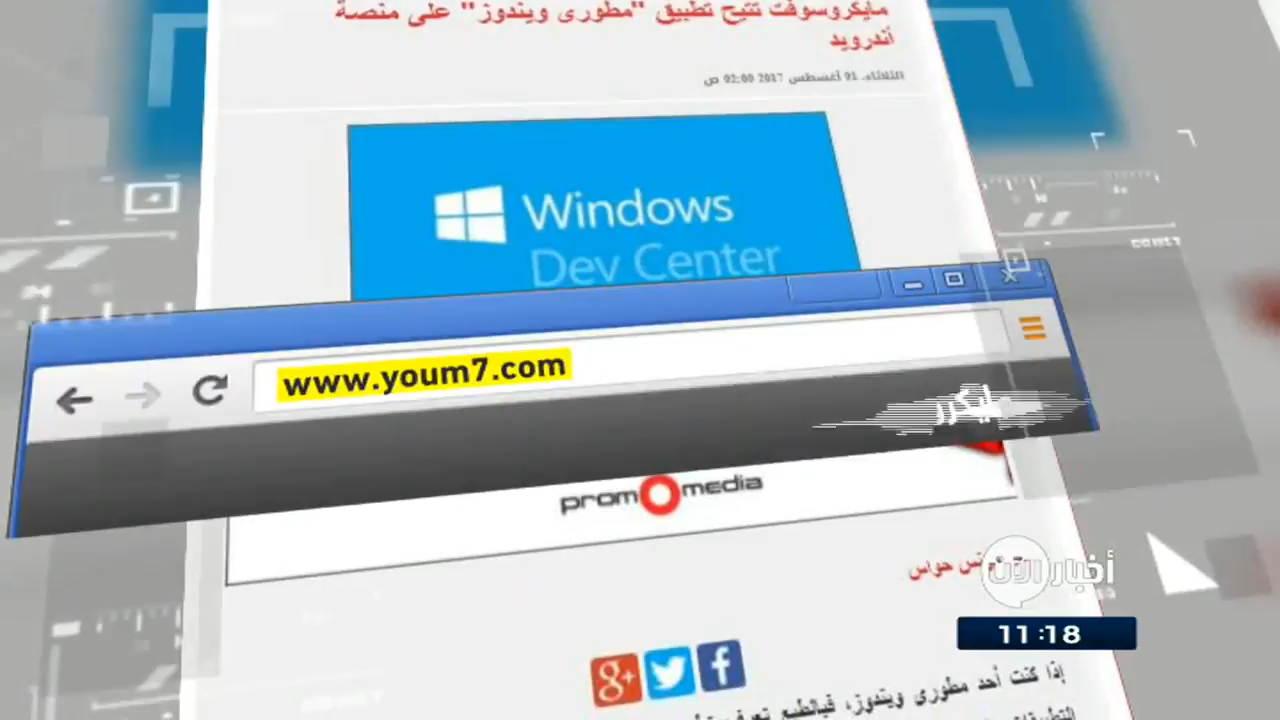 مايكروسوفت تتيح تطبيق "مطورى ويندوز" على منصة
أندرويد
الثلاثاء، 01 أغسطس 2017 02:00 ص
Windows
Dev Center
www.youm7.com
promomedia
حواس
أخبار الآن
11:18
g+
f
إذا كنت أحد مطورى ويندوز، فبالطبع تعرف